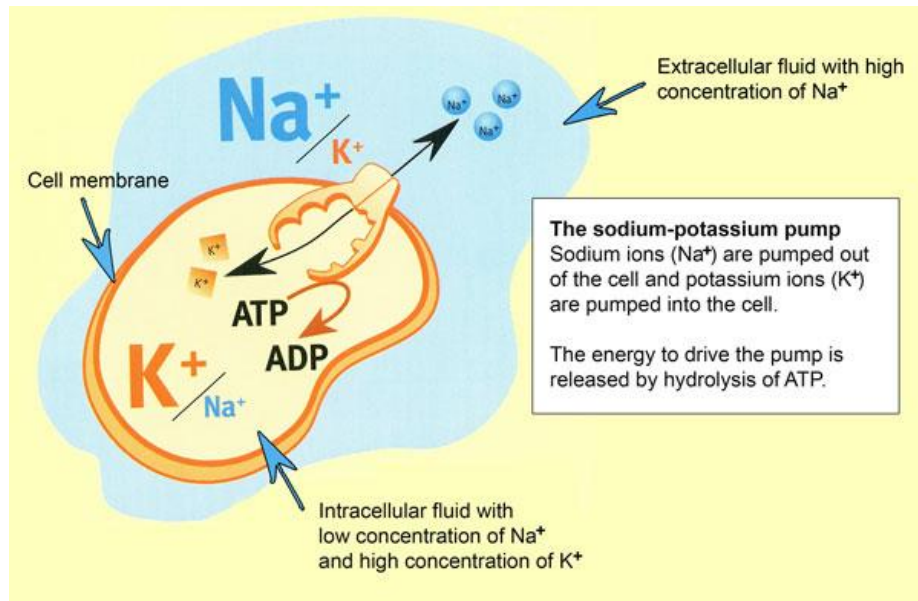 Extracellular fluid with high
concentration of Na⁺
Na⁺
K⁺
Na⁺
Na⁺
Na⁺
Cell membrane
K⁺
K⁺
ATP
ADP
K⁺
Na⁺
The sodium-potassium pump
Sodium ions (Na⁺) are pumped out
of the cell and potassium ions (K⁺)
are pumped into the cell.
The energy to drive the pump is
released by hydrolysis of ATP.
Intracellular fluid with
low concentration of Na⁺
and high concentration of K⁺